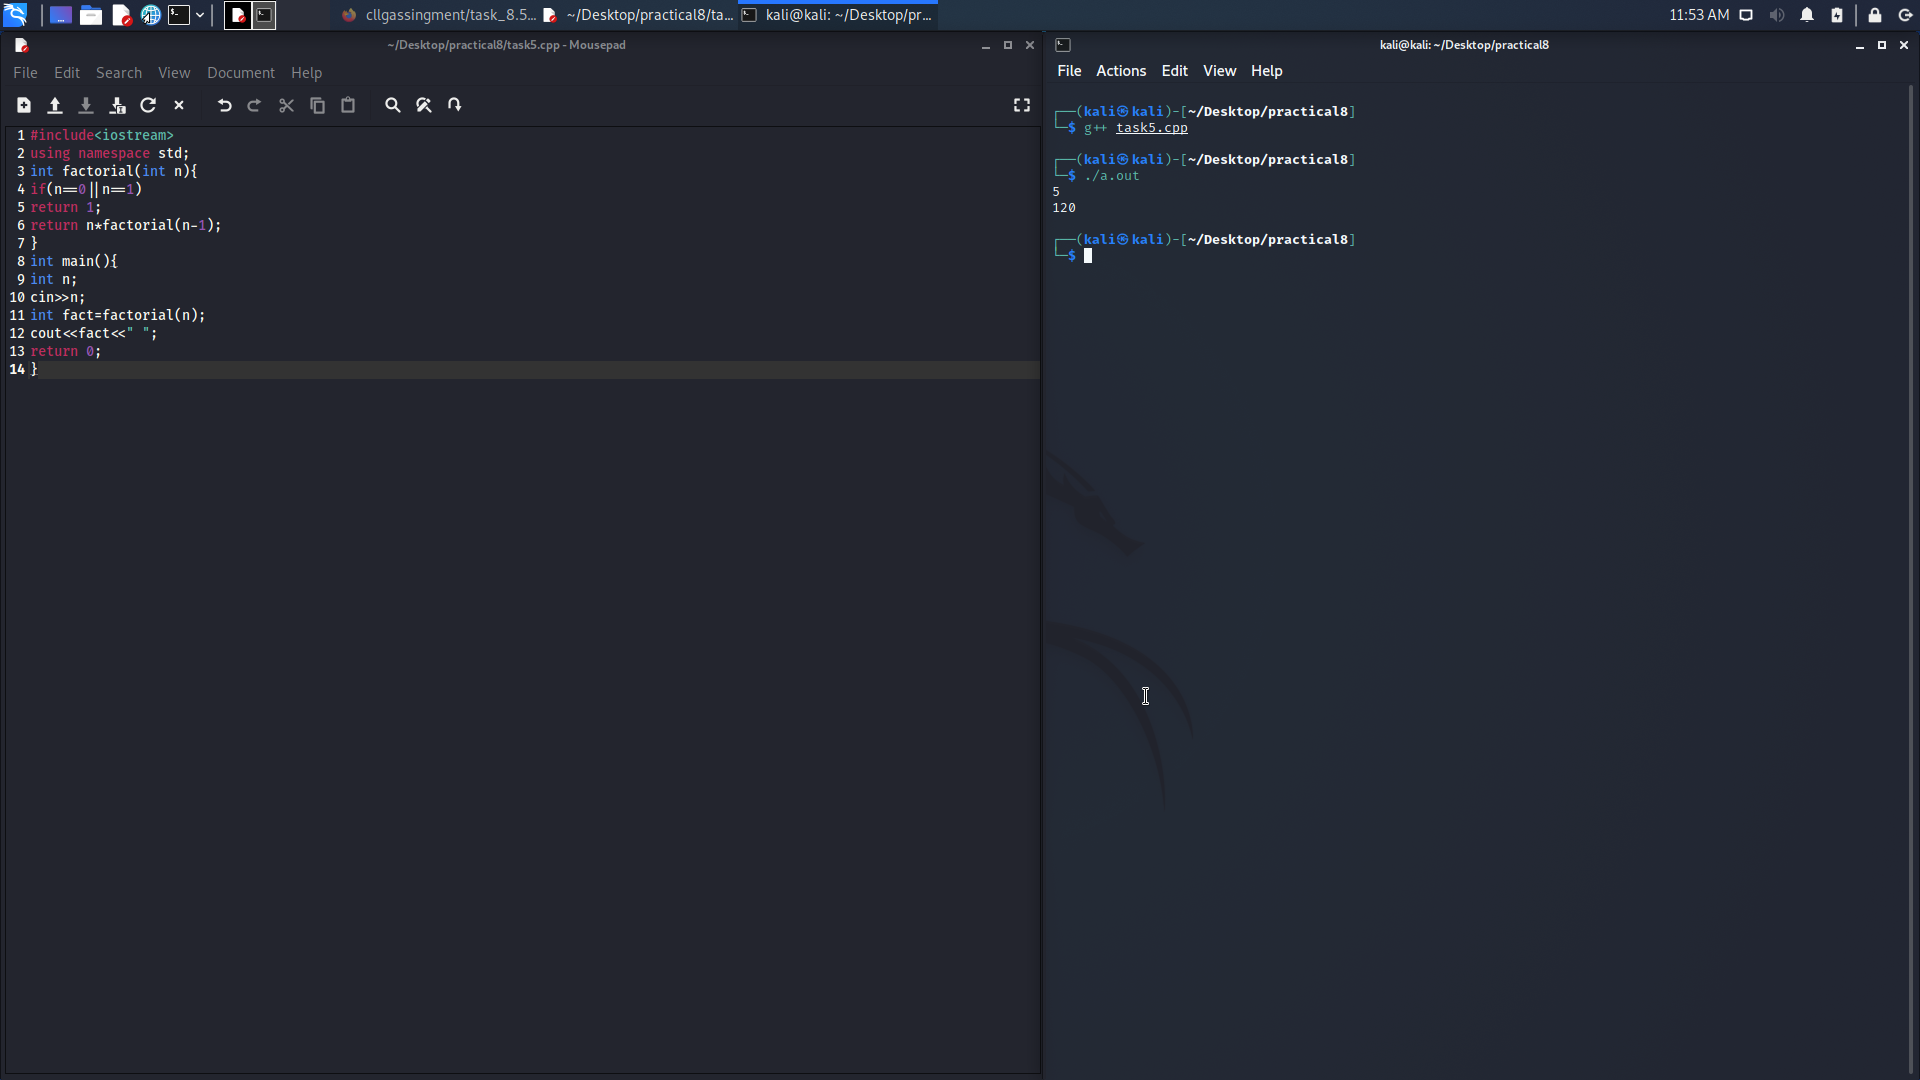 cllgassingment/task_8.5...
~/Desktop/practical8/ta...
kali@kali: ~/Desktop/pr...
11:53 AM
~/Desktop/practical8/task5.cpp - Mousepad
File Edit Search View Document Help
1 #include<iostream>
2 using namespace std;
3 int factorial(int n){
4 if(n==0||n==1)
5 return 1;
6 return n*factorial(n-1);
7 }
8 int main(){
9 int n;
10 cin>>n;
11 int fact=factorial(n);
12 cout<<fact<<" ";
13 return 0;
14 }
kali@kali: ~/Desktop/practical8
File Actions Edit View Help
┌──(kali㉿kali)-[~/Desktop/practical8]
└─$ g++ task5.cpp
┌──(kali㉿kali)-[~/Desktop/practical8]
└─$ ./a.out
5
120
┌──(kali㉿kali)-[~/Desktop/practical8]
└─$